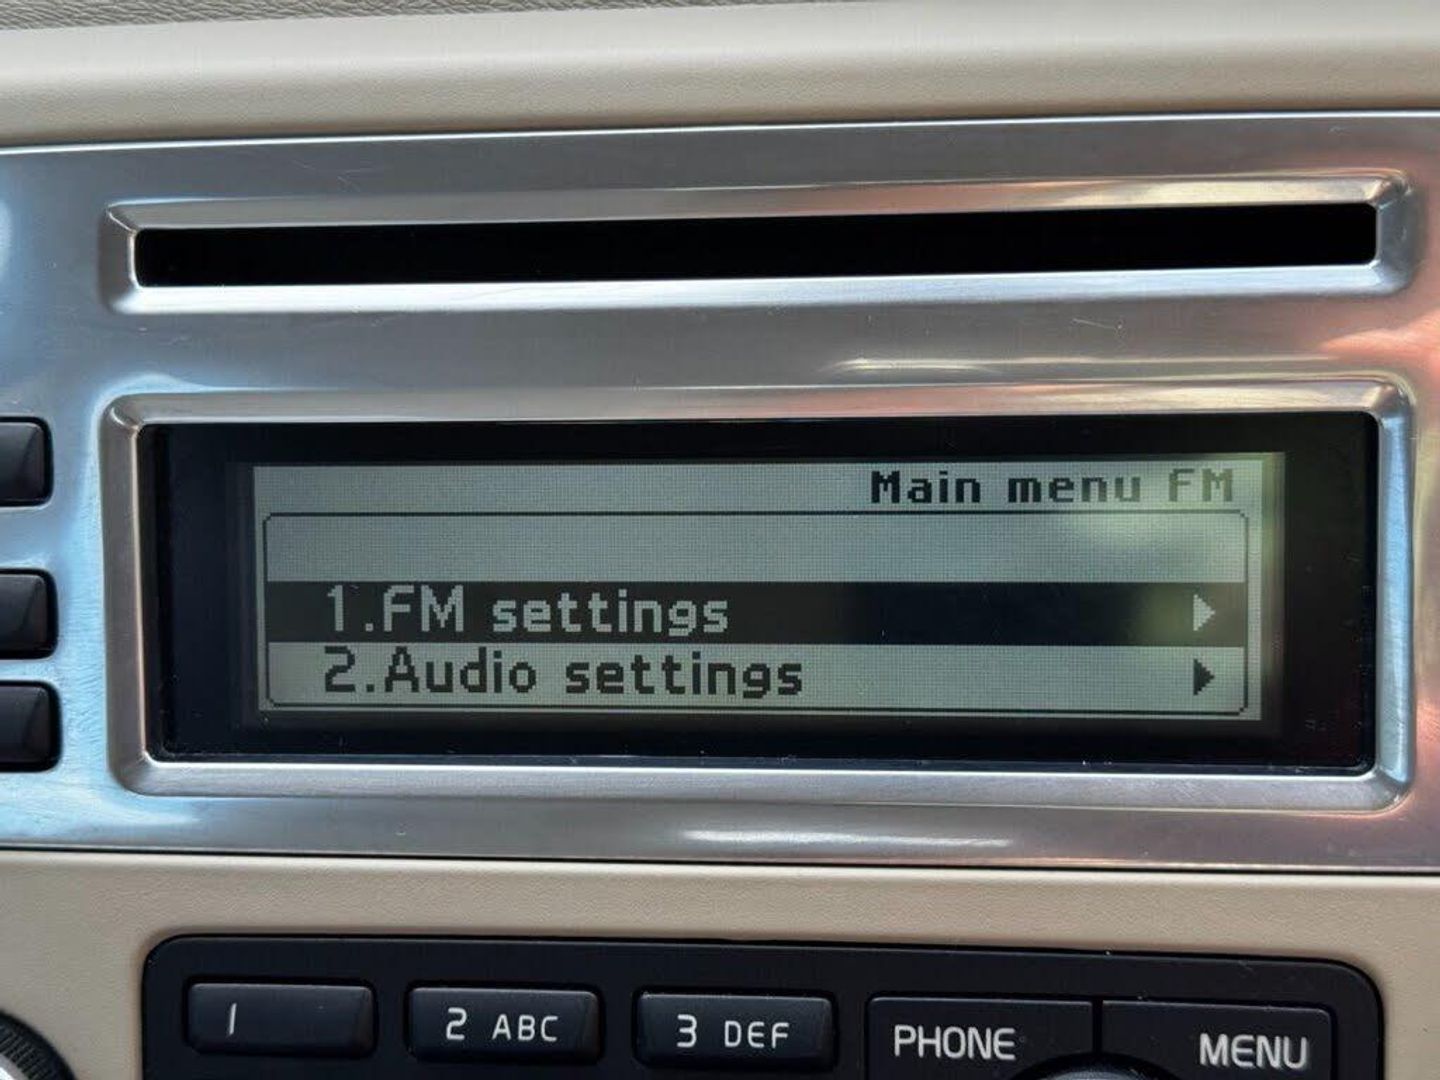 Main menu FM
1.FM settings
2.Audio settings
1
2 ABC
3 DEF
PHONE
MENU